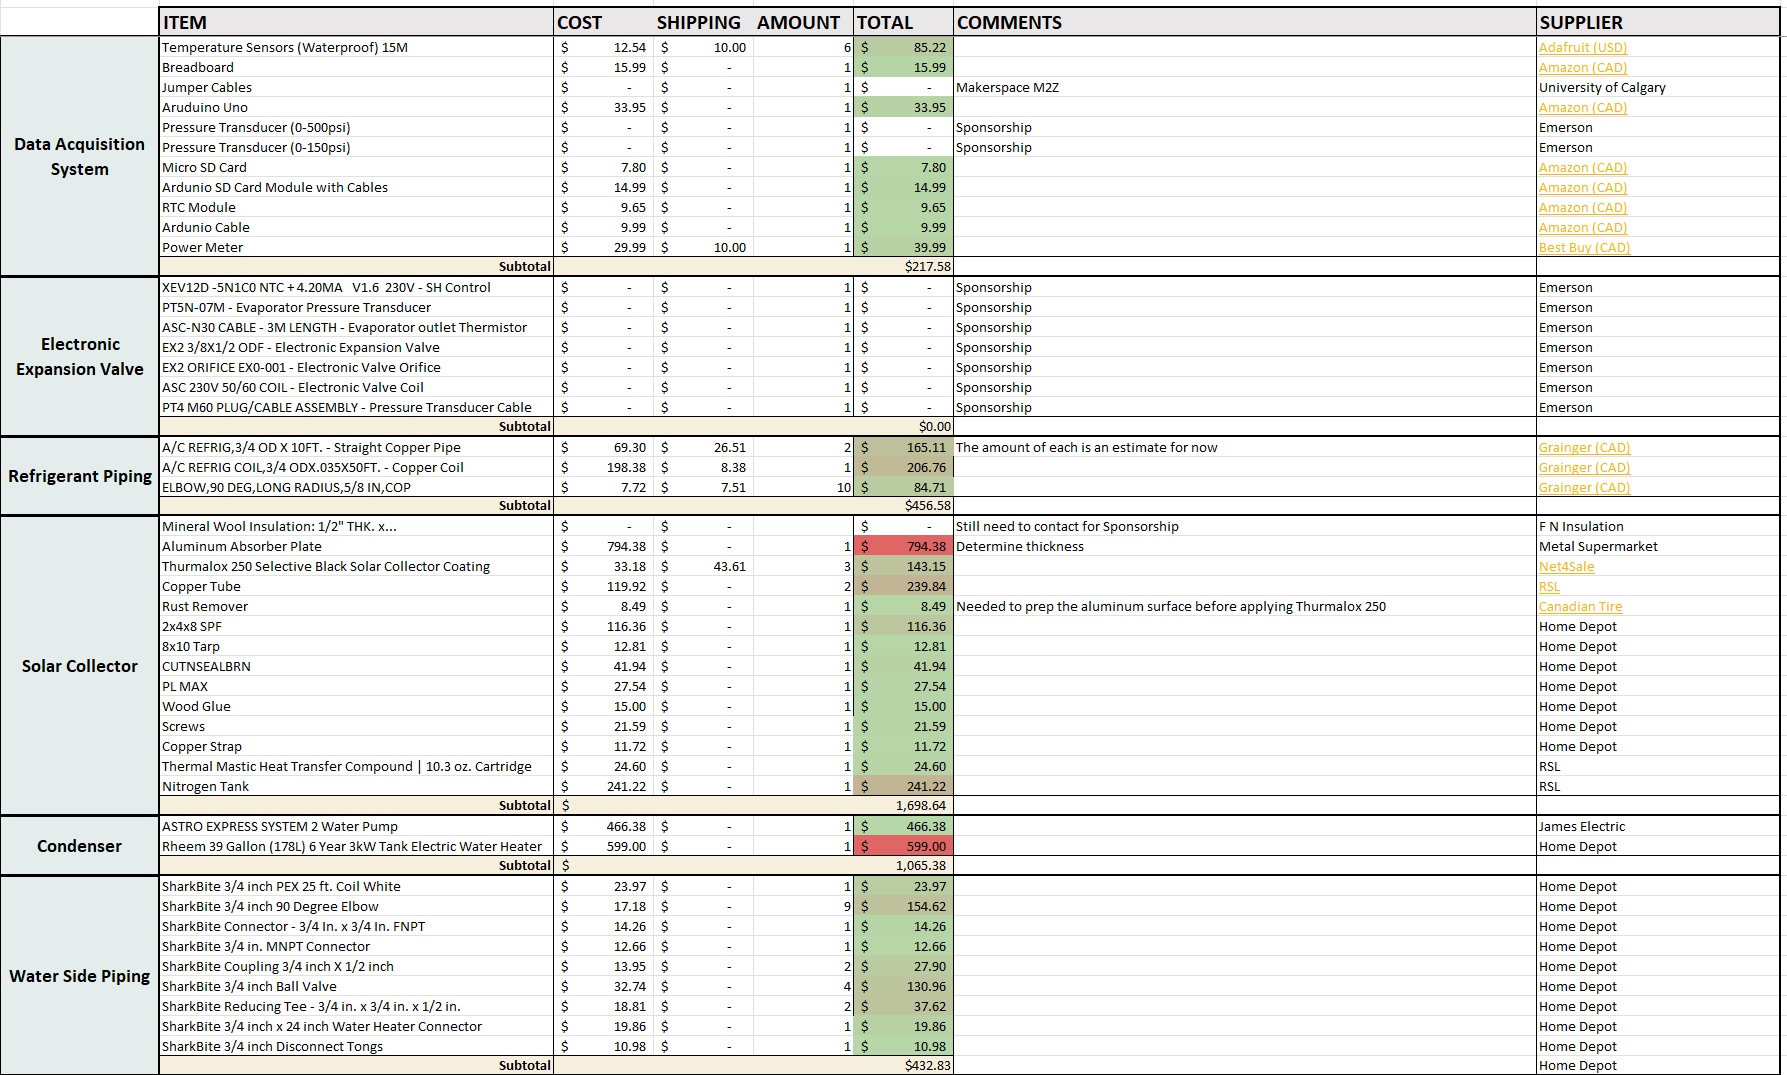 ITEM COST SHIPPING AMOUNT TOTAL COMMENTS SUPPLIER
Data Acquisition System
Temperature Sensors (Waterproof) 15M $ 12.54 $ 10.00 6 $ 85.22 Adafruit (USD)
Breadboard $ 15.99 $ - 1 $ 15.99 Amazon (CAD)
Jumper Cables $ - $ - 1 $ - Makerspace M2Z University of Calgary
Aruduino Uno $ 33.95 $ - 1 $ 33.95 Amazon (CAD)
Pressure Transducer (0-500psi) $ - $ - 1 $ - Sponsorship Emerson
Pressure Transducer (0-150psi) $ - $ - 1 $ - Sponsorship Emerson
Micro SD Card $ 7.80 $ - 1 $ 7.80 Amazon (CAD)
Ardunio SD Card Module with Cables $ 14.99 $ - 1 $ 14.99 Amazon (CAD)
RTC Module $ 9.65 $ - 1 $ 9.65 Amazon (CAD)
Ardunio Cable $ 9.99 $ - 1 $ 9.99 Amazon (CAD)
Power Meter $ 29.99 $ 10.00 1 $ 39.99 Best Buy (CAD)
Subtotal $217.58
Electronic Expansion Valve
XEV12D -5N1C0 NTC + 4.20MA V1.6 230V - SH Control $ - $ - 1 $ - Sponsorship Emerson
PT5N-07M - Evaporator Pressure Transducer $ - $ - 1 $ - Sponsorship Emerson
ASC-N30 CABLE - 3M LENGTH - Evaporator outlet Thermistor $ - $ - 1 $ - Sponsorship Emerson
EX2 3/8X1/2 ODF - Electronic Expansion Valve $ - $ - 1 $ - Sponsorship Emerson
EX2 ORIFICE EX0-001 - Electronic Valve Orifice $ - $ - 1 $ - Sponsorship Emerson
ASC 230V 50/60 COIL - Electronic Valve Coil $ - $ - 1 $ - Sponsorship Emerson
PT4 M60 PLUG/CABLE ASSEMBLY - Pressure Transducer Cable $ - $ - 1 $ - Sponsorship Emerson
Subtotal $0.00
Refrigerant Piping
A/C REFRIG,3/4 OD X 10FT. - Straight Copper Pipe $ 69.30 $ 26.51 2 $ 165.11 The amount of each is an estimate for now Grainger (CAD)
A/C REFRIG COIL,3/4 ODX.035X50FT. - Copper Coil $ 198.38 $ 8.38 1 $ 206.76 Grainger (CAD)
ELBOW,90 DEG,LONG RADIUS,5/8 IN,COP $ 7.72 $ 7.51 10 $ 84.71 Grainger (CAD)
Subtotal $456.58
Solar Collector
Mineral Wool Insulation: 1/2" THK. x... $ - $ - $ - Still need to contact for Sponsorship F N Insulation
Aluminum Absorber Plate $ 794.38 $ - 1 $ 794.38 Determine thickness Metal Supermarket
Thurmalox 250 Selective Black Solar Collector Coating $ 33.18 $ 43.61 3 $ 143.15 Net4Sale
Copper Tube $ 119.92 $ - 2 $ 239.84 RSL
Rust Remover $ 8.49 $ - 1 $ 8.49 Needed to prep the aluminum surface before applying Thurmalox 250 Canadian Tire
2x4x8 SPF $ 116.36 $ - 1 $ 116.36 Home Depot
8x10 Tarp $ 12.81 $ - 1 $ 12.81 Home Depot
CUTNSEALBRN $ 41.94 $ - 1 $ 41.94 Home Depot
PL MAX $ 27.54 $ - 1 $ 27.54 Home Depot
Wood Glue $ 15.00 $ - 1 $ 15.00 Home Depot
Screws $ 21.59 $ - 1 $ 21.59 Home Depot
Copper Strap $ 11.72 $ - 1 $ 11.72 Home Depot
Thermal Mastic Heat Transfer Compound | 10.3 oz. Cartridge $ 24.60 $ - 1 $ 24.60 RSL
Nitrogen Tank $ 241.22 $ - 1 $ 241.22 RSL
Subtotal $ 1,698.64
Condenser
ASTRO EXPRESS SYSTEM 2 Water Pump $ 466.38 $ - 1 $ 466.38 James Electric
Rheem 39 Gallon (178L) 6 Year 3kW Tank Electric Water Heater $ 599.00 $ - 1 $ 599.00 Home Depot
Subtotal $ 1,065.38
Water Side Piping
SharkBite 3/4 inch PEX 25 ft. Coil White $ 23.97 $ - 1 $ 23.97 Home Depot
SharkBite 3/4 inch 90 Degree Elbow $ 17.18 $ - 9 $ 154.62 Home Depot
SharkBite Connector - 3/4 In. x 3/4 In. FNPT $ 14.26 $ - 1 $ 14.26 Home Depot
SharkBite 3/4 in. MNPT Connector $ 12.66 $ - 1 $ 12.66 Home Depot
SharkBite Coupling 3/4 inch X 1/2 inch $ 13.95 $ - 2 $ 27.90 Home Depot
SharkBite 3/4 inch Ball Valve $ 32.74 $ - 4 $ 130.96 Home Depot
SharkBite Reducing Tee - 3/4 in. x 3/4 in. x 1/2 in. $ 18.81 $ - 2 $ 37.62 Home Depot
SharkBite 3/4 inch x 24 inch Water Heater Connector $ 19.86 $ - 1 $ 19.86 Home Depot
SharkBite 3/4 inch Disconnect Tongs $ 10.98 $ - 1 $ 10.98 Home Depot
Subtotal $432.83 Home Depot